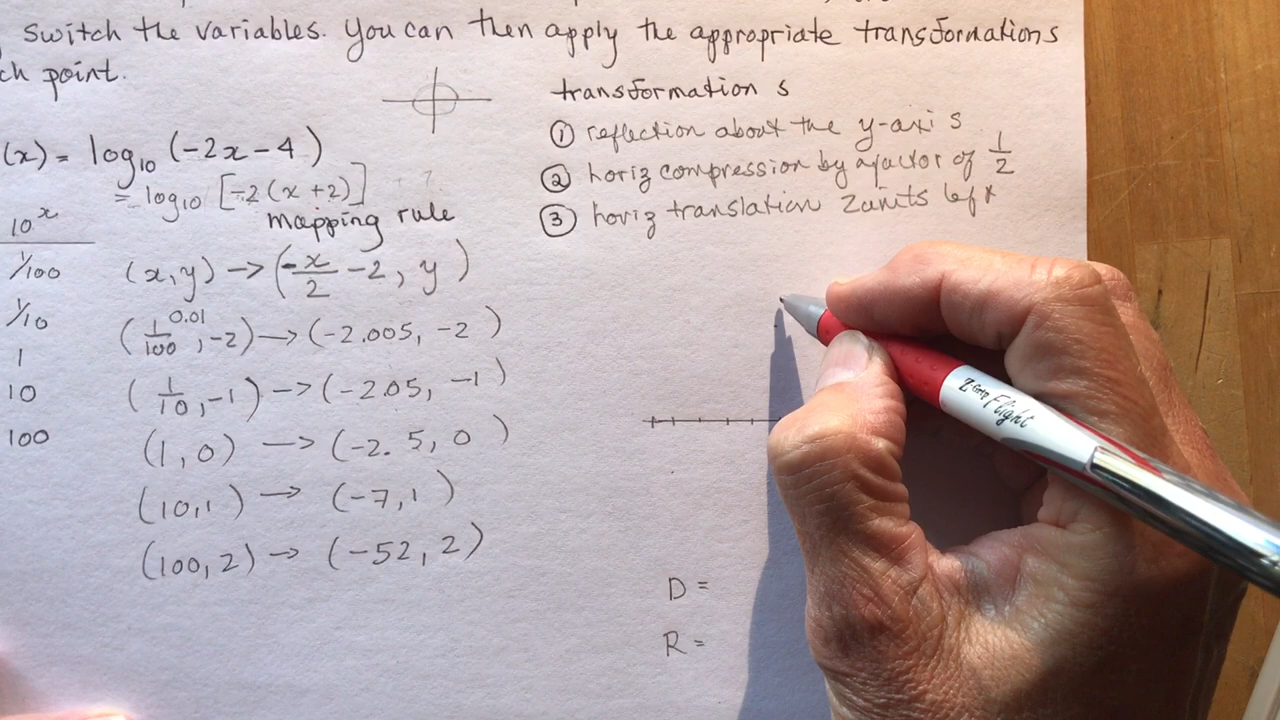 switch the variables. You can then apply the appropriate transformations
ch point.
transformations
① reflection about the y-axis
② horiz compression by a factor of 1/2
③ horiz translation 2 units left
(x) = log10 (-2x-4)
= log10 [-2(x+2)]
mapping rule
10^x
1/100
1/10
1
10
100
(x,y) -> (-x/2 -2, y)
0.01
(1/100, -2) -> (-2.005, -2)
(1/10, -1) -> (-2.05, -1)
(1, 0) -> (-2.5, 0)
(10,1) -> (-7,1)
(100,2) -> (-52,2)
D =
R =
Z-Grip Flight